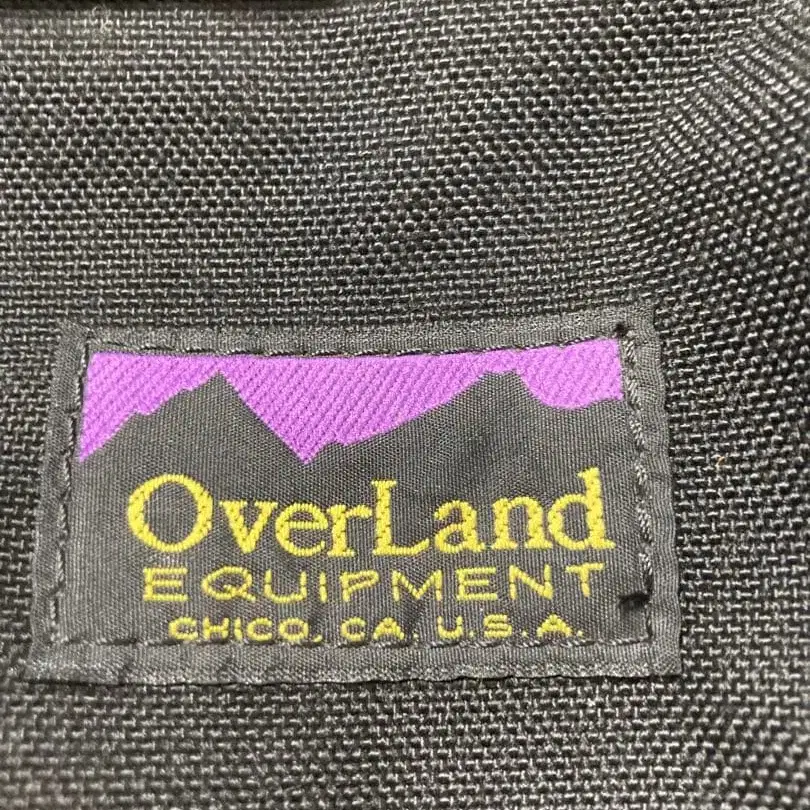 OverLand
EQUIPMENT
CHICO, CA. U.S.A.